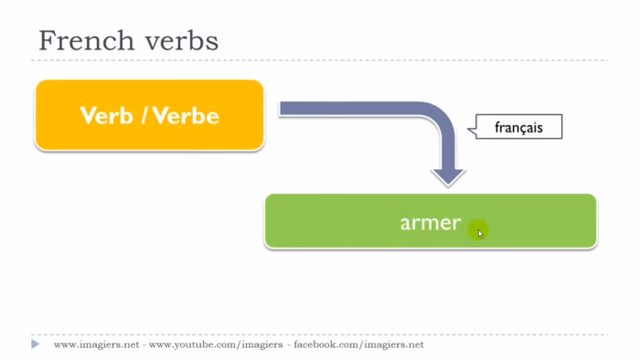 French verbs
Verb / Verbe
français
armer
www.imagiers.net - www.youtube.com/imagiers - facebook.com/imagiers.net